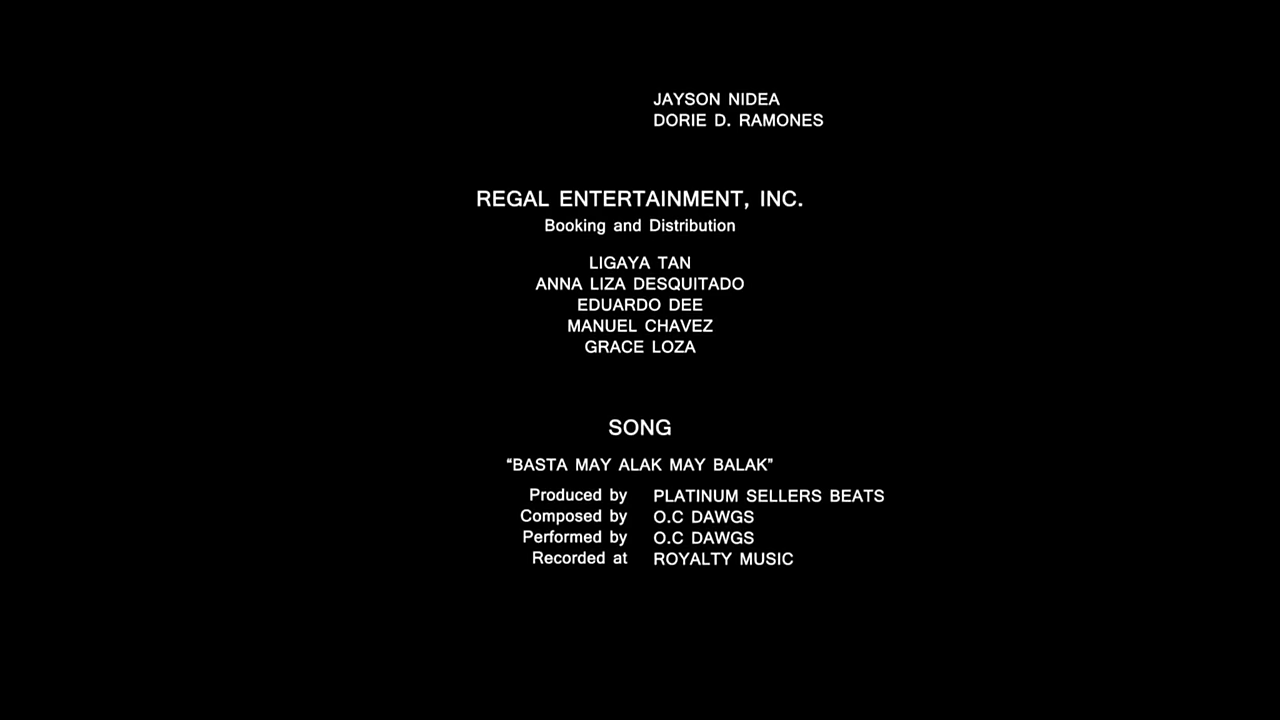 JAYSON NIDEA
DORIE D. RAMONES
REGAL ENTERTAINMENT, INC.
Booking and Distribution
LIGAYA TAN
ANNA LIZA DESQUITADO
EDUARDO DEE
MANUEL CHAVEZ
GRACE LOZA
SONG
“BASTA MAY ALAK MAY BALAK”
Produced by PLATINUM SELLERS BEATS
Composed by O.C DAWGS
Performed by O.C DAWGS
Recorded at ROYALTY MUSIC